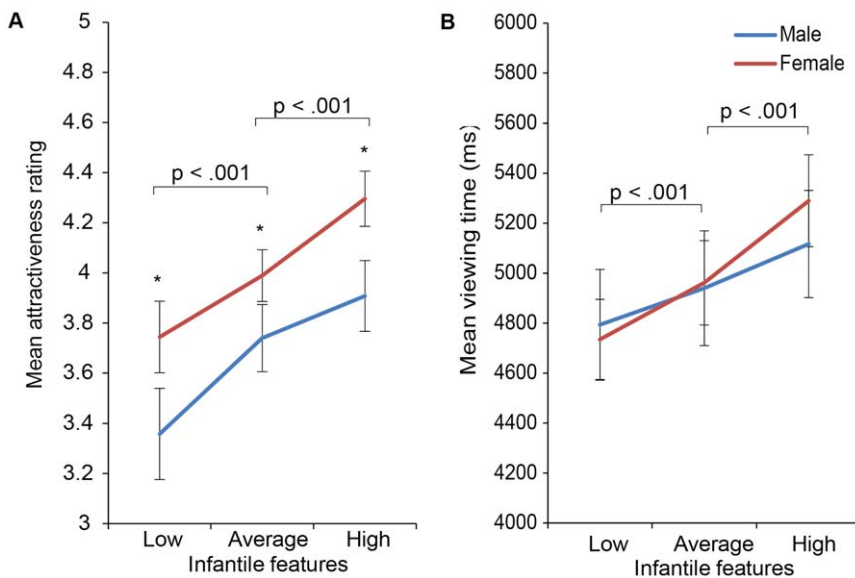 A
Mean attractiveness rating
5
4.8
4.6
4.4
4.2
4
3.8
3.6
3.4
3.2
3
p < .001
p < .001
*
*
*
Low
Average
High
Infantile features
B
Mean viewing time (ms)
6000
5800
5600
5400
5200
5000
4800
4600
4400
4200
4000
Male
Female
p < .001
p < .001
Low
Average
High
Infantile features